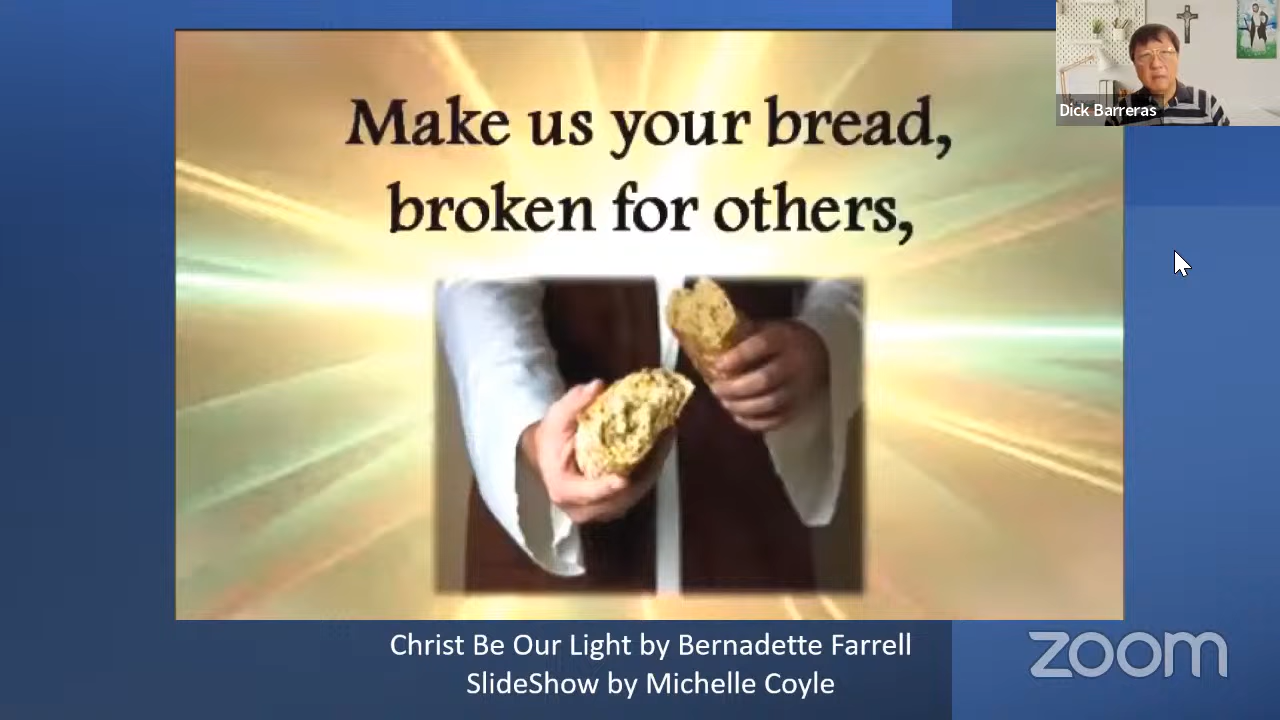 Make us your bread,
broken for others,
Dick Barreras
Christ Be Our Light by Bernadette Farrell
SlideShow by Michelle Coyle
zoom